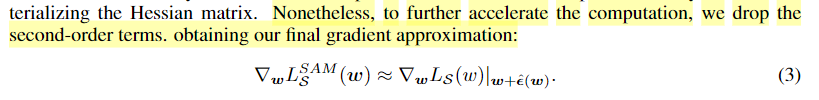 terializing the Hessian matrix. Nonetheless, to further accelerate the computation, we drop the
second-order terms. obtaining our final gradient approximation:
∇_w L_S^{SAM}(w) ≈ ∇_w L_S(w)|_{w+ε̂(w)}. (3)